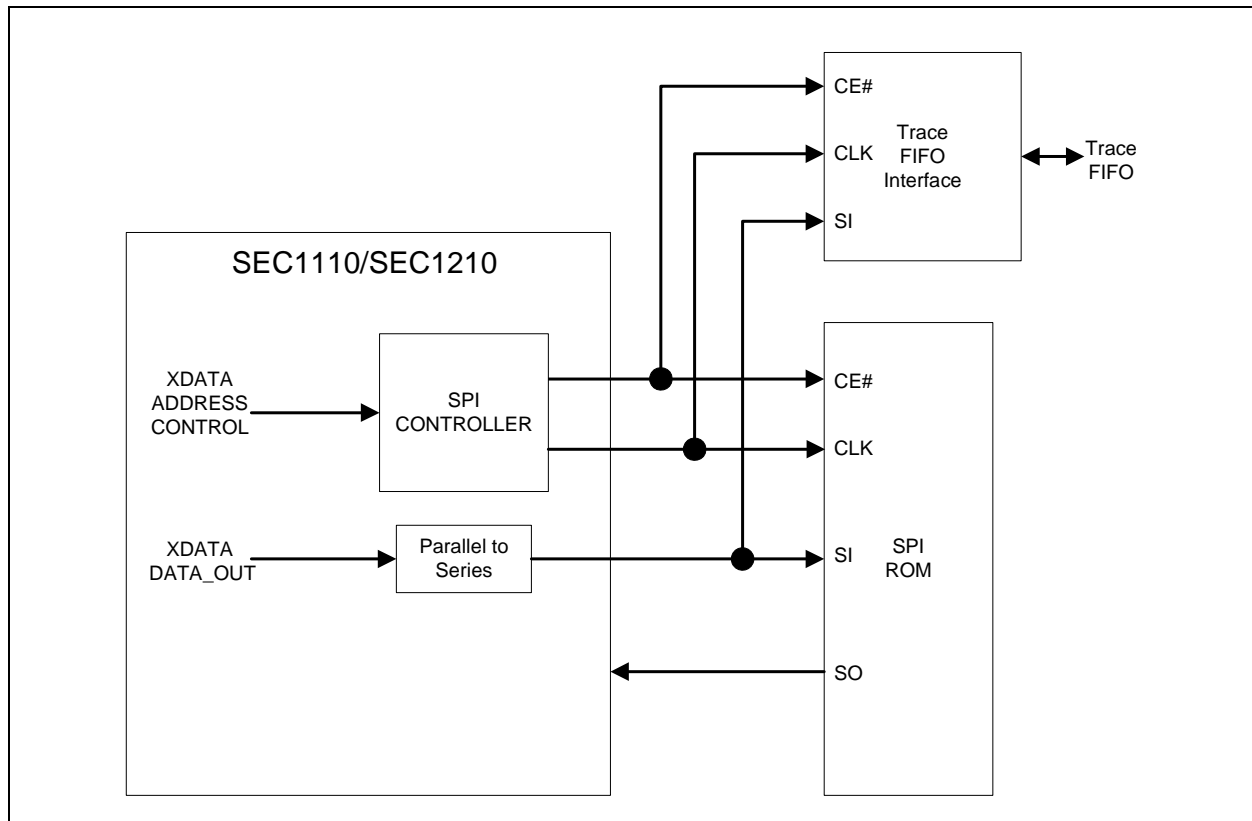 CE#
CLK
SI
Trace
FIFO
Interface
Trace
FIFO
SEC1110/SEC1210
XDATA
ADDRESS
CONTROL
SPI
CONTROLLER
XDATA
DATA_OUT
Parallel to
Series
CE#
CLK
SI
SO
SPI
ROM